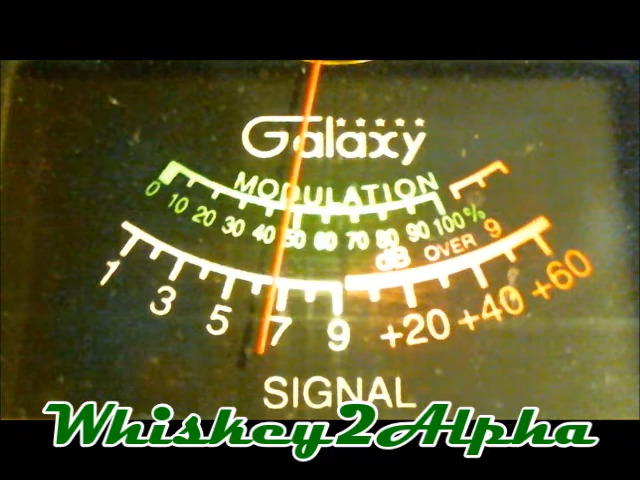 Galaxy
MODULATION
0 10 20 30 40 50 60 70 80 90 100%
dB OVER 9
1 3 5 7 9 +20 +40 +60
SIGNAL
Whiskey2Alpha